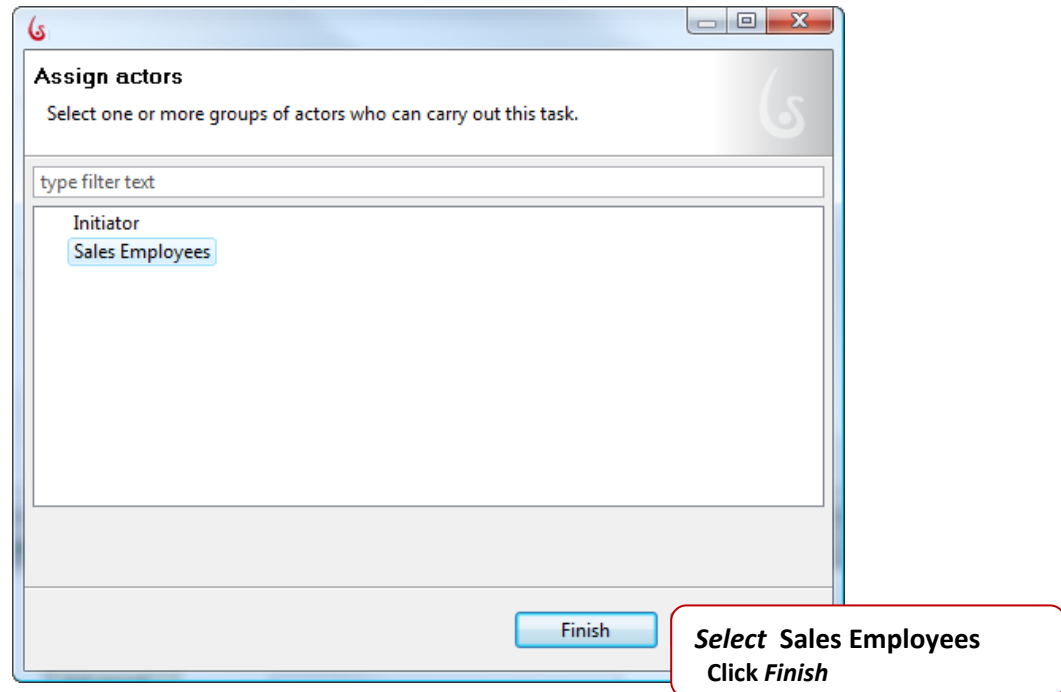 Assign actors
Select one or more groups of actors who can carry out this task.
type filter text
Initiator
Sales Employees
Finish
Select Sales Employees
Click Finish